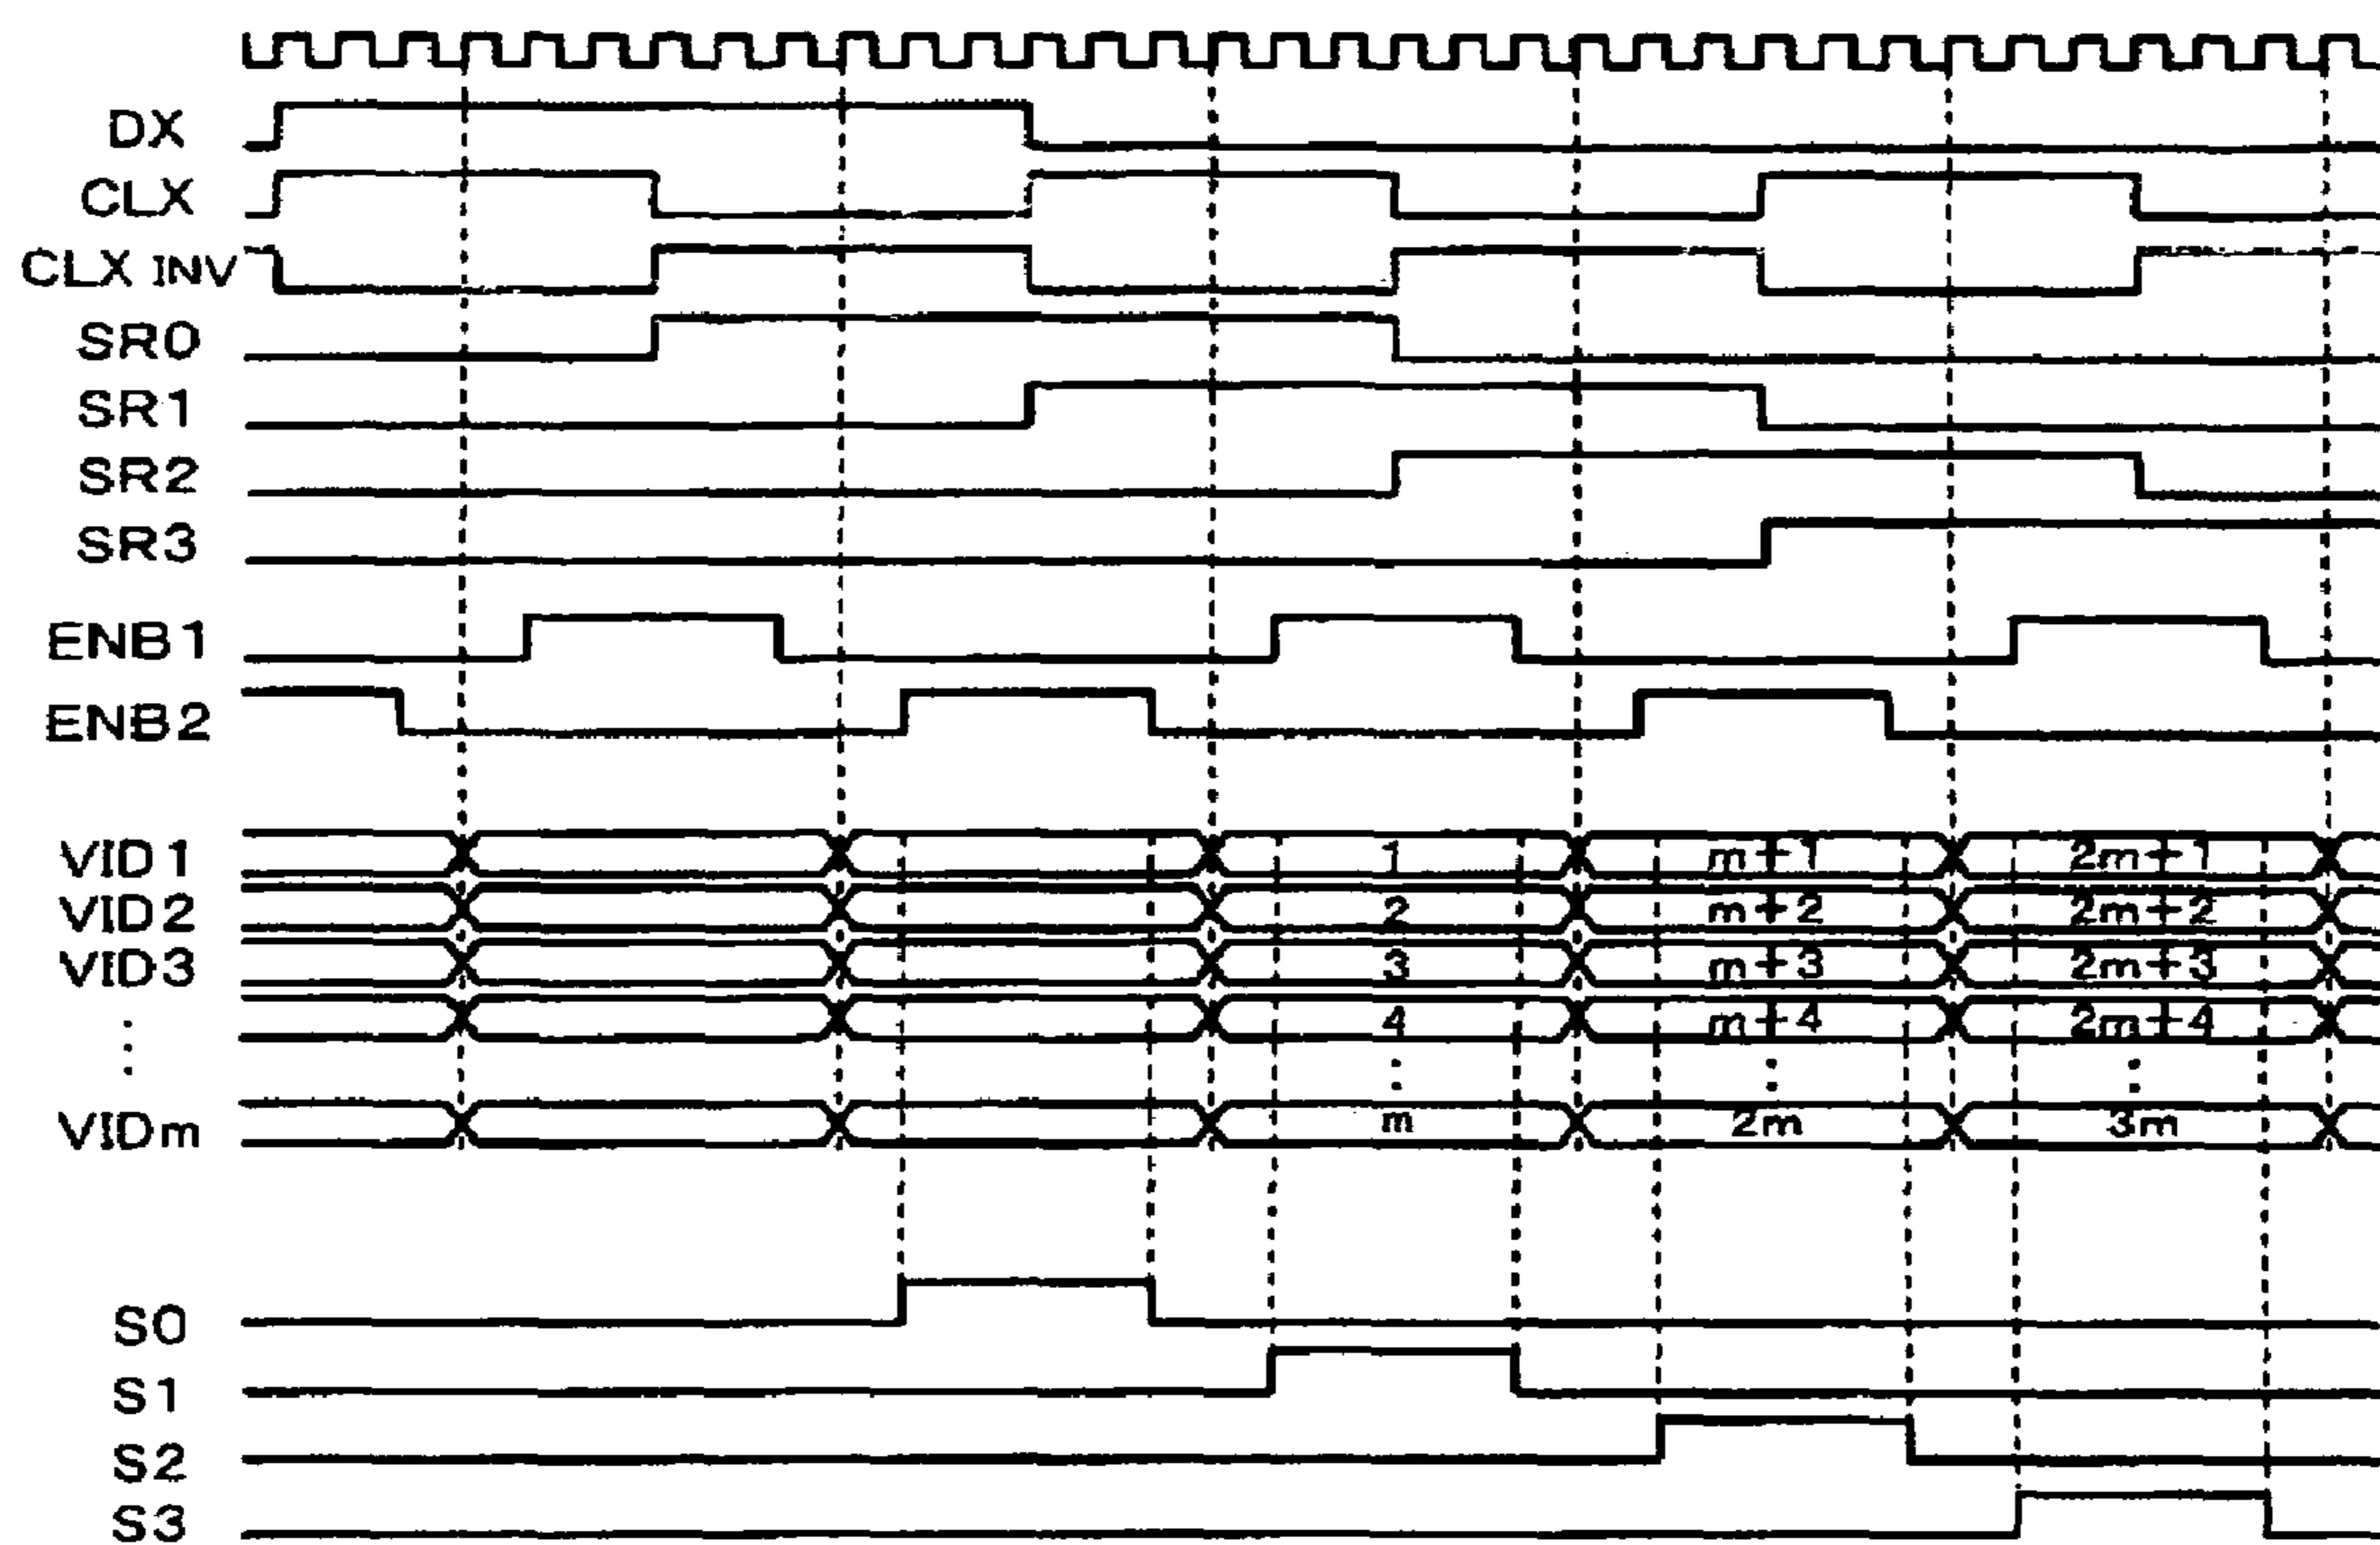 DX
CLX
CLX INV
SR0
SR1
SR2
SR3
ENB1
ENB2
VID1 1 m+1 2m+1
VID2 2 m+2 2m+2
VID3 3 m+3 2m+3
⋮ 4 m+4 2m+4
⋮ ⋮ ⋮
VIDm m 2m 3m
S0
S1
S2
S3